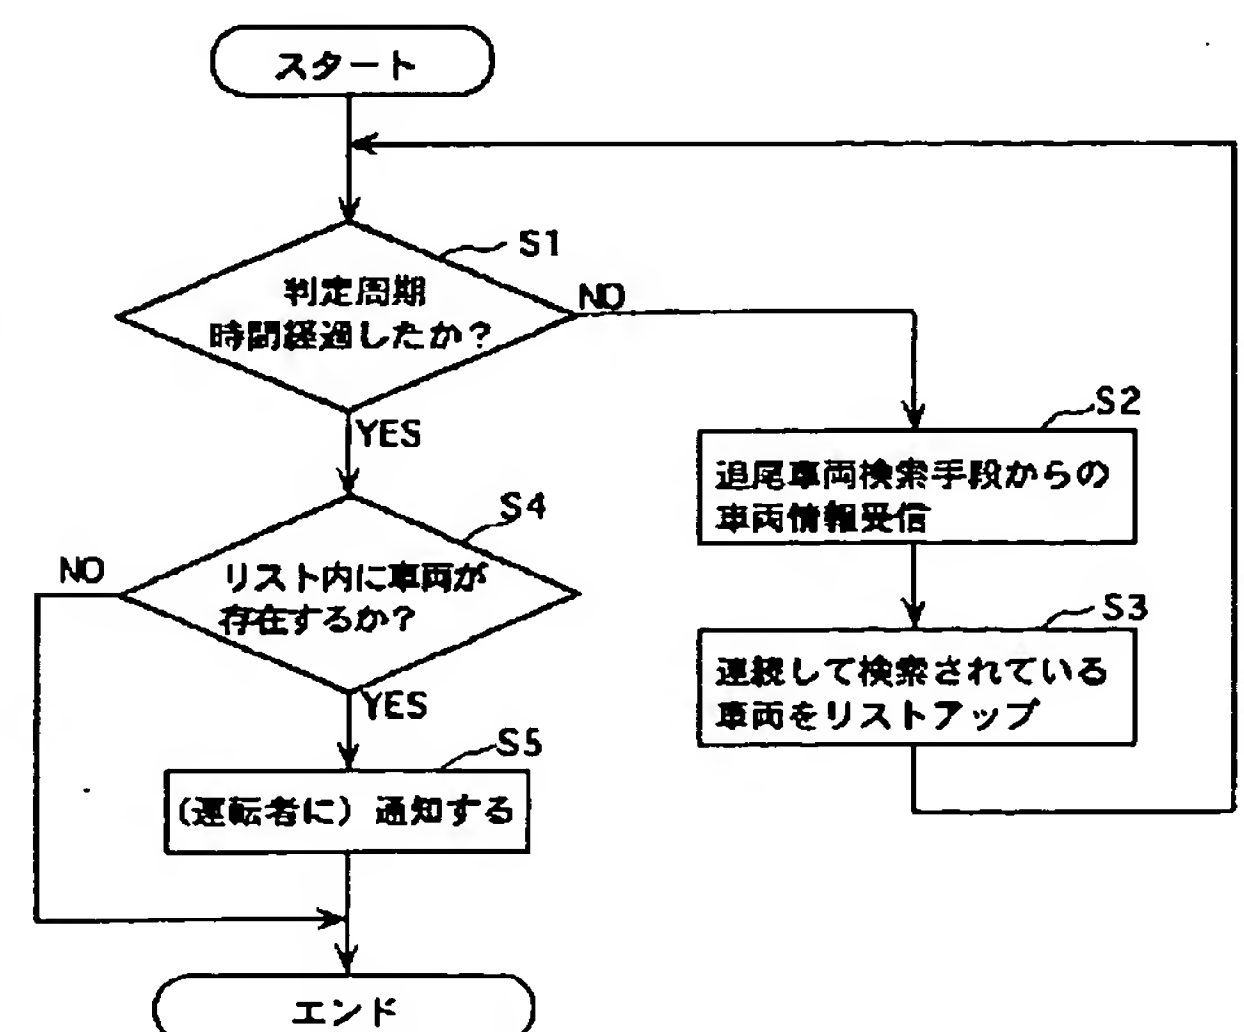 スタート
S1
判定周期
時間経過したか？
NO
YES
S2
追尾車両検索手段からの
車両情報受信
S3
連続して検索されている
車両をリストアップ
S4
リスト内に車両が
存在するか？
NO
YES
S5
(運転者に) 通知する
エンド